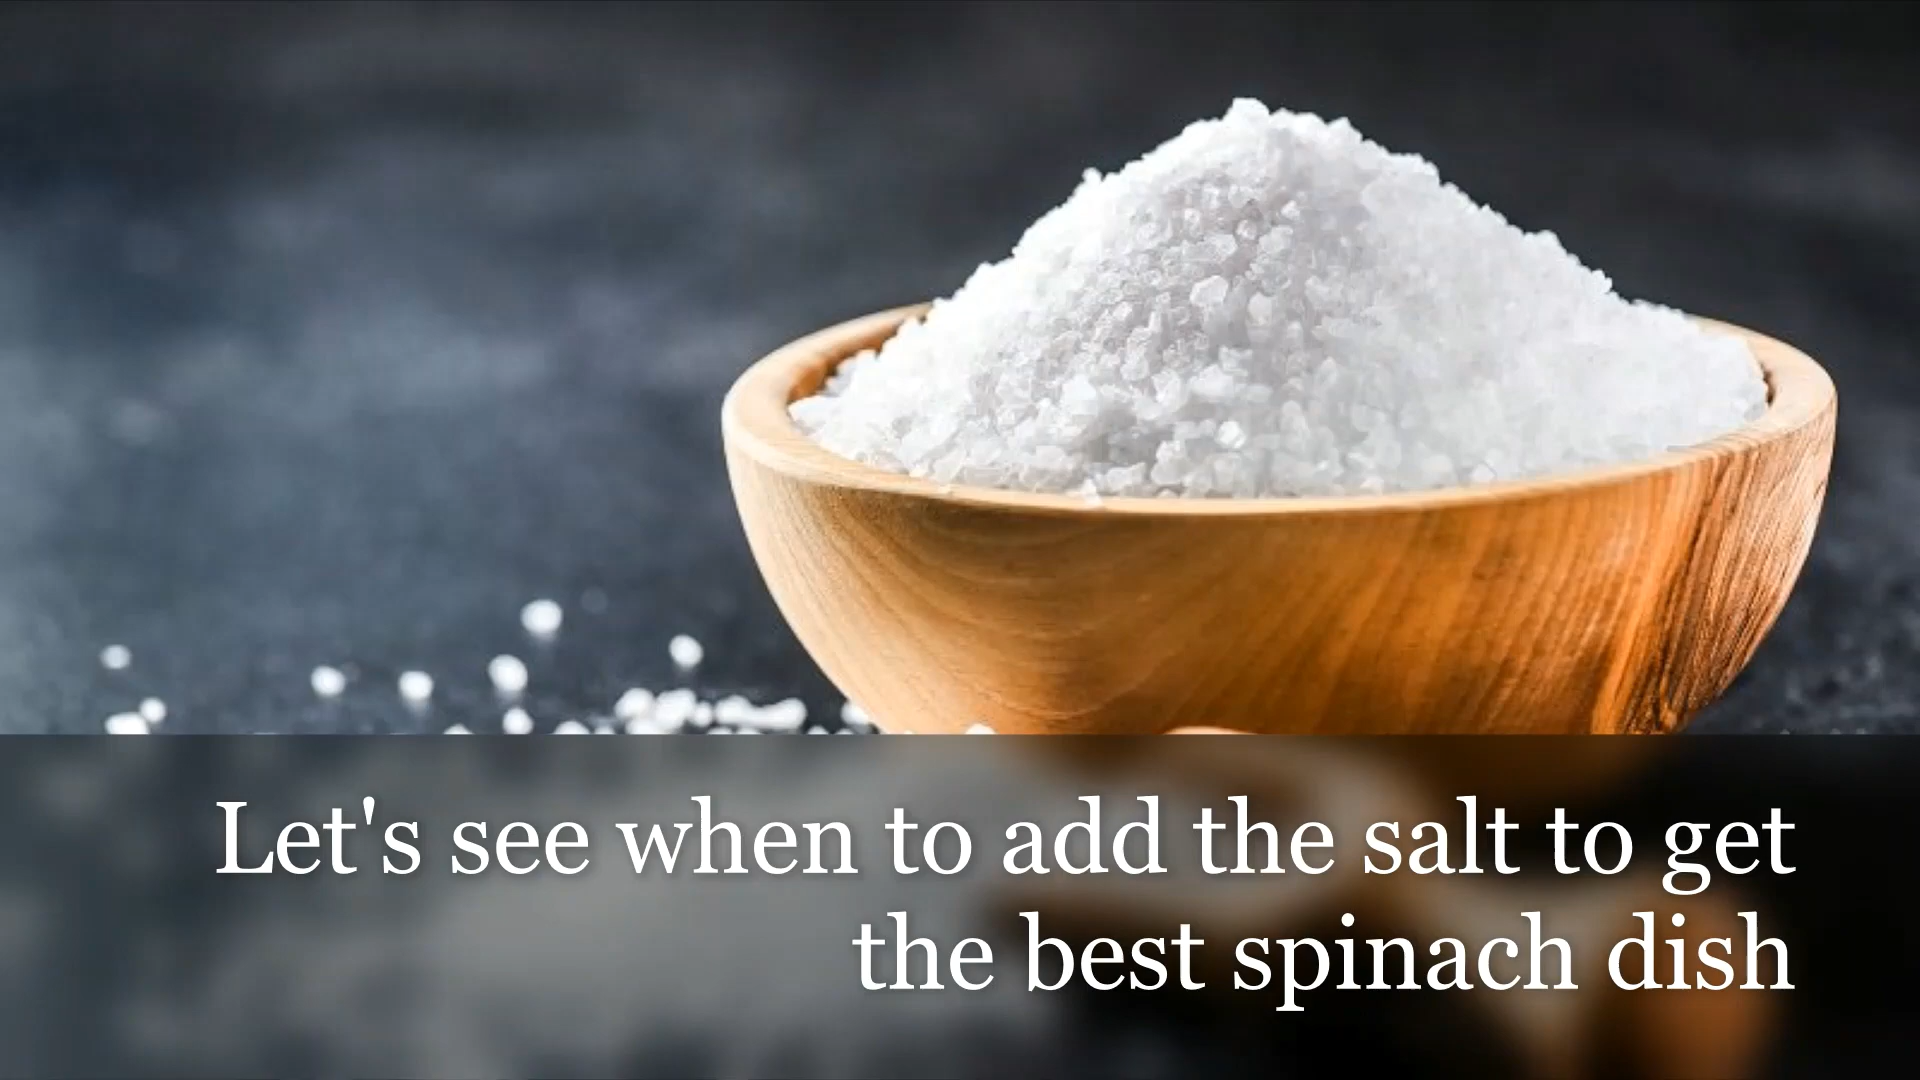 Let's see when to add the salt to get
the best spinach dish